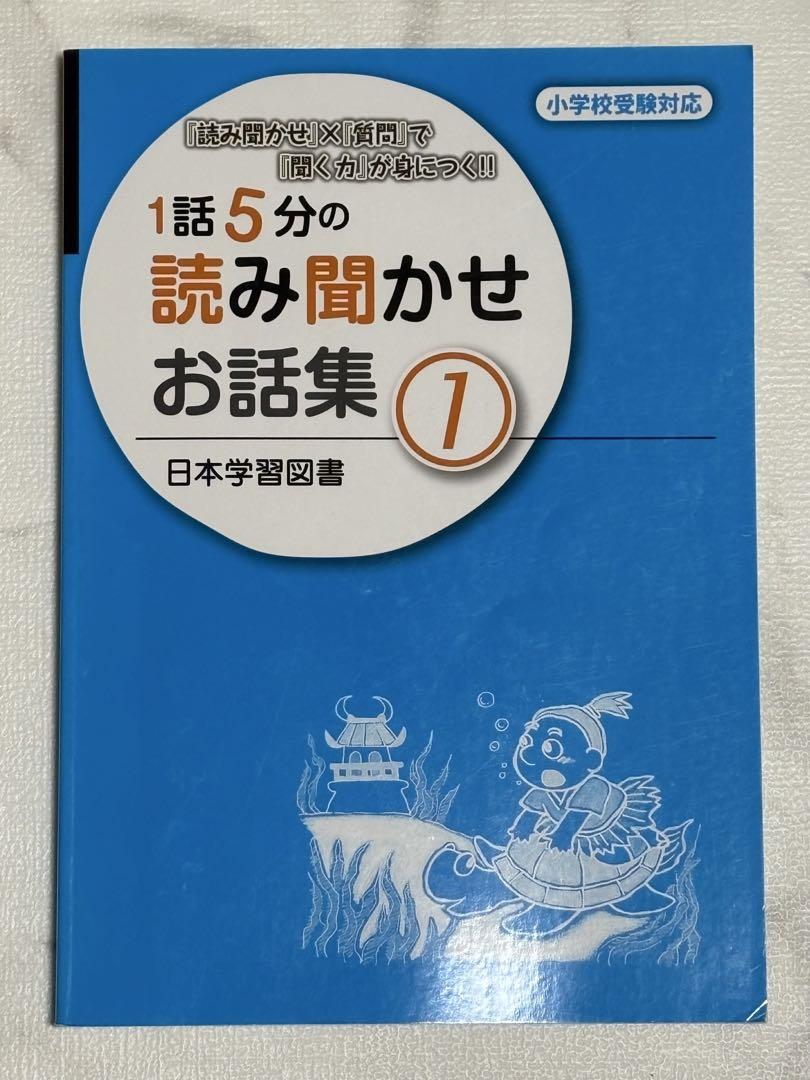 小学校受験対応
『読み聞かせ』×『質問』で
『聞く力』が身につく!!
1話5分の
読み聞かせ
お話集①
日本学習図書